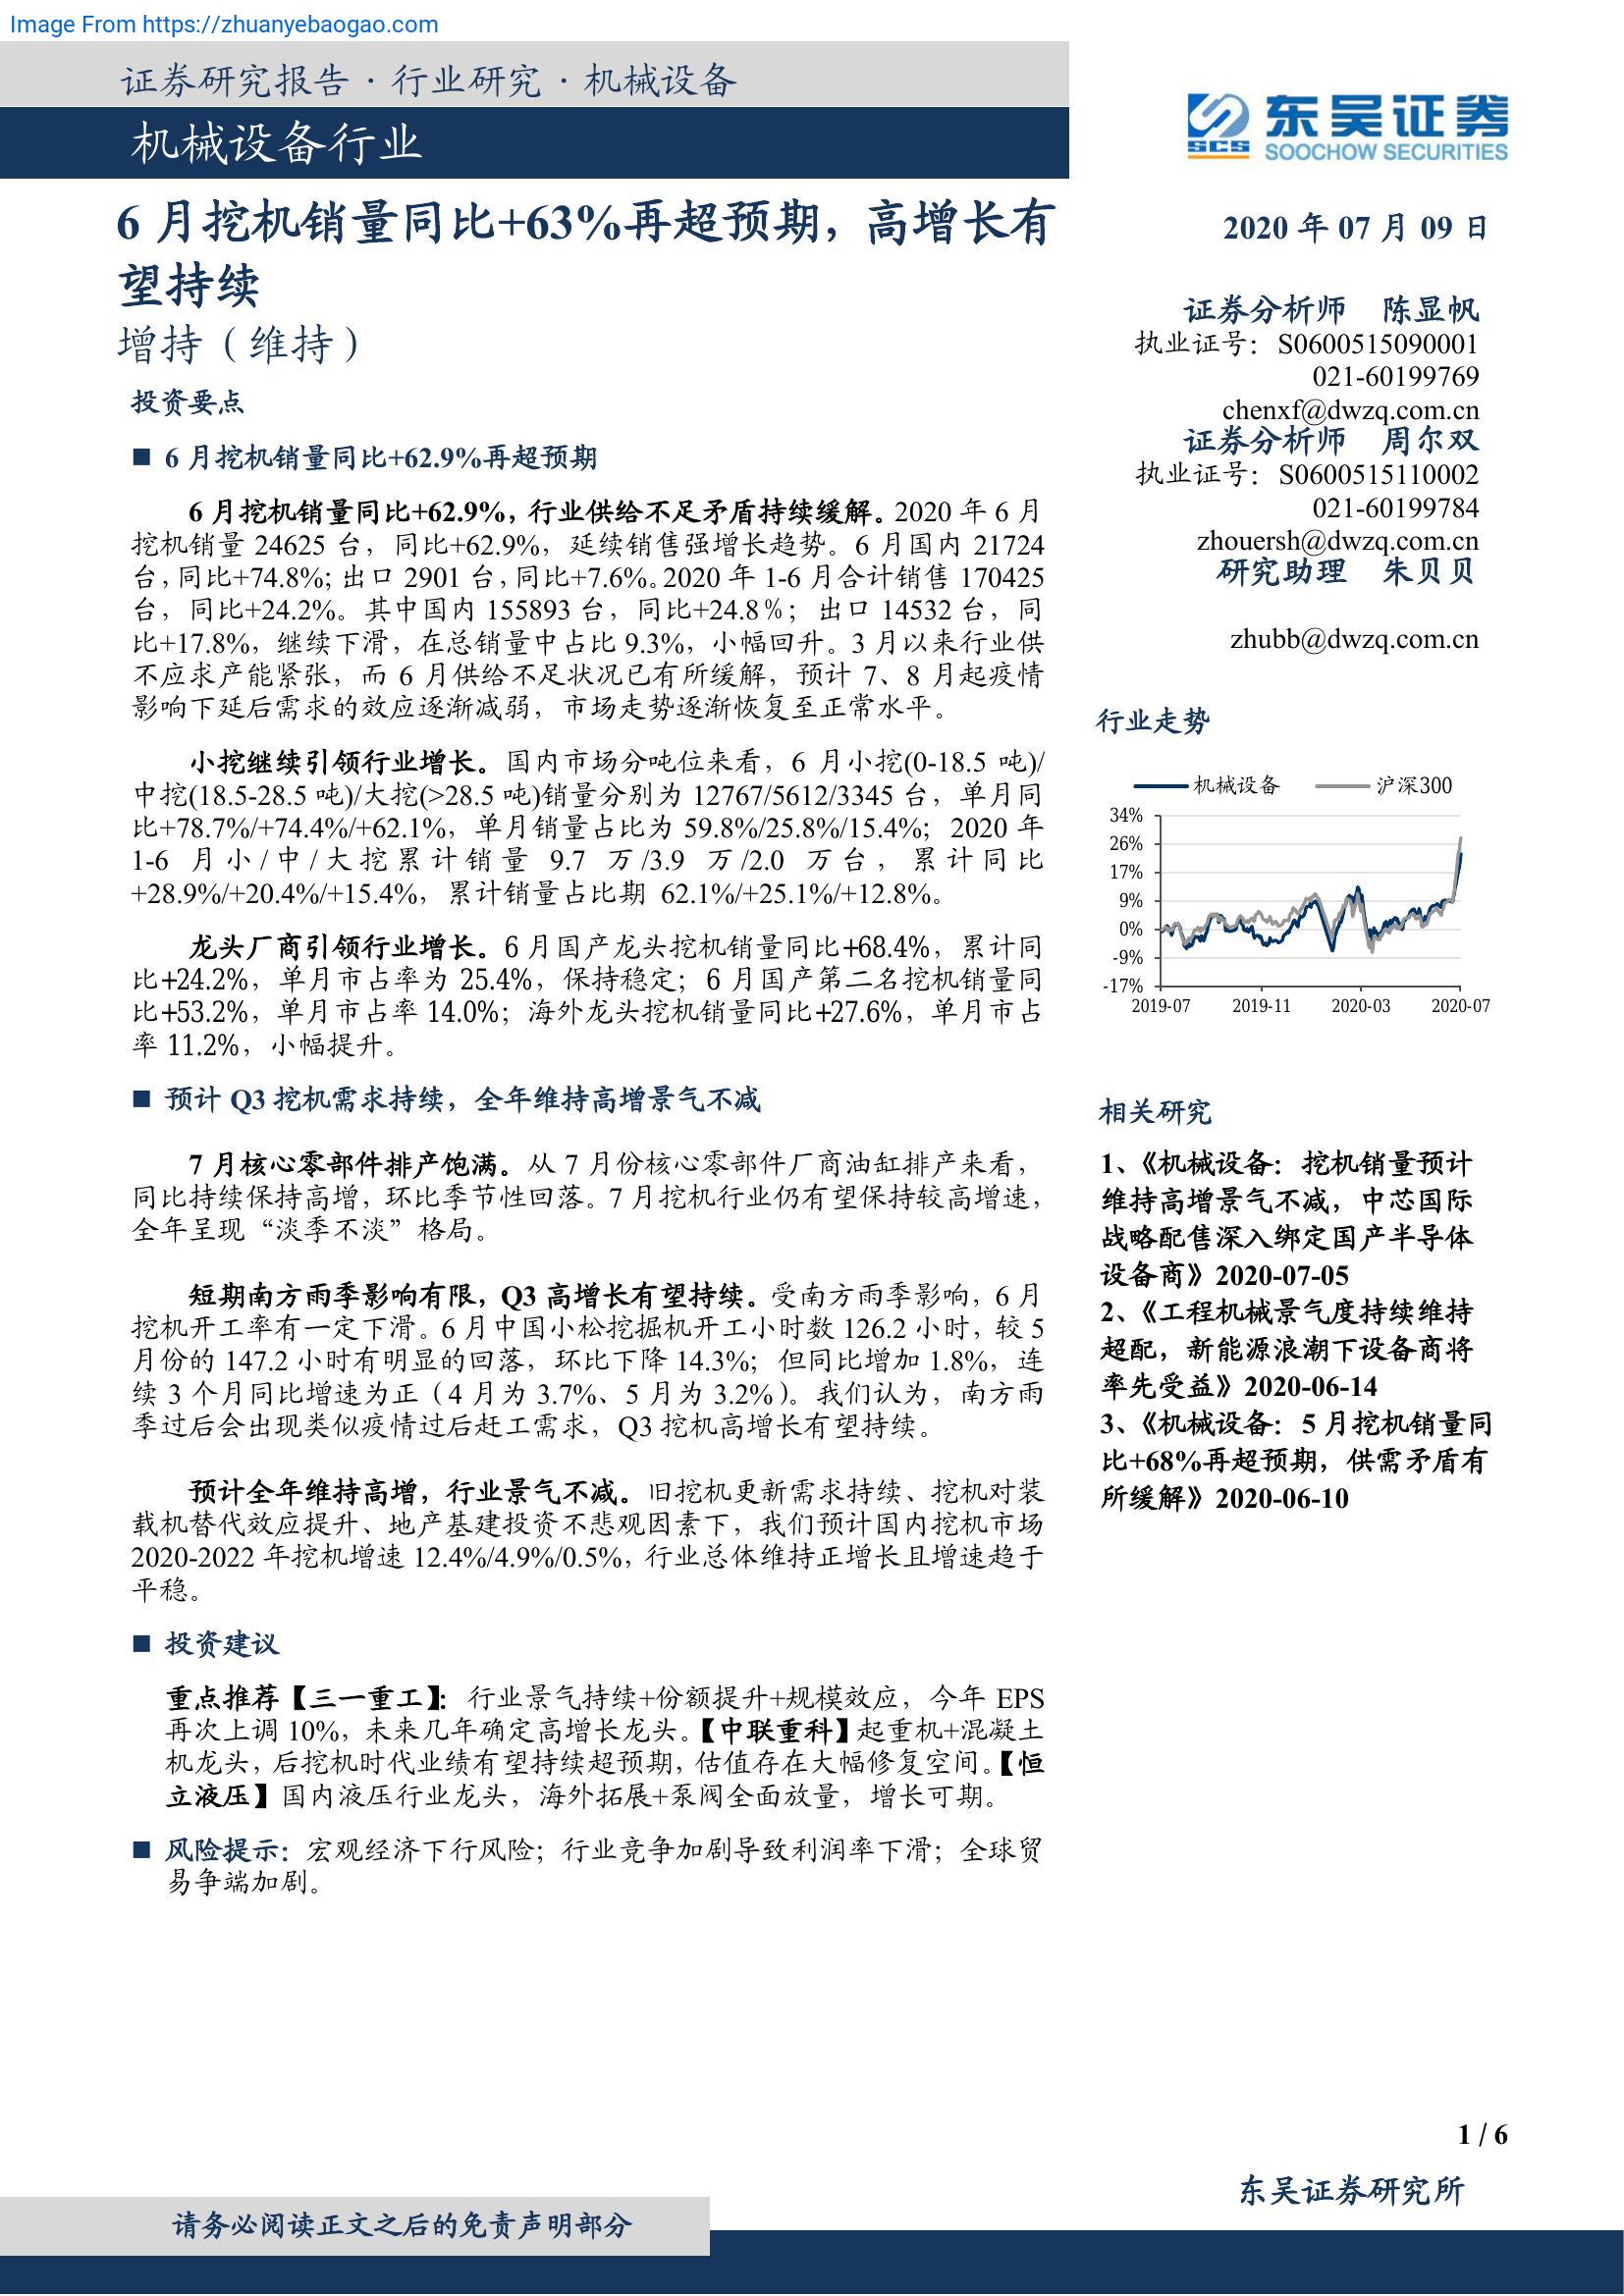 Image From https://zhuanyebaogao.com
证券研究报告·行业研究·机械设备
机械设备行业
东吴证券
SCS
SOOCHOW SECURITIES
6 月挖机销量同比+63%再超预期，高增长有
望持续
增持（维持）
投资要点
■ 6 月挖机销量同比+62.9%再超预期
6 月挖机销量同比+62.9%，行业供给不足矛盾持续缓解。2020 年 6 月
挖机销量 24625 台，同比+62.9%，延续销售强增长趋势。6 月国内 21724
台，同比+74.8%；出口 2901 台，同比+7.6%。2020 年 1-6 月合计销售 170425
台，同比+24.2%。其中国内 155893 台，同比+24.8％；出口 14532 台，同
比+17.8%，继续下滑，在总销量中占比 9.3%，小幅回升。3 月以来行业供
不应求产能紧张，而 6 月供给不足状况已有所缓解，预计 7、8 月起疫情
影响下延后需求的效应逐渐减弱，市场走势逐渐恢复至正常水平。
小挖继续引领行业增长。国内市场分吨位来看，6 月小挖(0-18.5 吨)/
中挖(18.5-28.5 吨)/大挖(>28.5 吨)销量分别为 12767/5612/3345 台，单月同
比+78.7%/+74.4%/+62.1%，单月销量占比为 59.8%/25.8%/15.4%；2020 年
1-6 月小/中/大挖累计销量 9.7 万/3.9 万/2.0 万台，累计同比
+28.9%/+20.4%/+15.4%，累计销量占比期 62.1%/+25.1%/+12.8%。
龙头厂商引领行业增长。6 月国产龙头挖机销量同比+68.4%，累计同
比+24.2%，单月市占率为 25.4%，保持稳定；6 月国产第二名挖机销量同
比+53.2%，单月市占率 14.0%；海外龙头挖机销量同比+27.6%，单月市占
率 11.2%，小幅提升。
■ 预计 Q3 挖机需求持续，全年维持高增景气不减
7 月核心零部件排产饱满。从 7 月份核心零部件厂商油缸排产来看，
同比持续保持高增，环比季节性回落。7 月挖机行业仍有望保持较高增速，
全年呈现“淡季不淡”格局。
短期南方雨季影响有限，Q3 高增长有望持续。受南方雨季影响，6 月
挖机开工率有一定下滑。6 月中国小松挖掘机开工小时数 126.2 小时，较 5
月份的 147.2 小时有明显的回落，环比下降 14.3%；但同比增加 1.8%，连
续 3 个月同比增速为正（4 月为 3.7%、5 月为 3.2%）。我们认为，南方雨
季过后会出现类似疫情过后赶工需求，Q3 挖机高增长有望持续。
预计全年维持高增，行业景气不减。旧挖机更新需求持续、挖机对装
载机替代效应提升、地产基建投资不悲观因素下，我们预计国内挖机市场
2020-2022 年挖机增速 12.4%/4.9%/0.5%，行业总体维持正增长且增速趋于
平稳。
■ 投资建议
重点推荐【三一重工】：行业景气持续+份额提升+规模效应，今年 EPS
再次上调 10%，未来几年确定高增长龙头。【中联重科】起重机+混凝土
机龙头，后挖机时代业绩有望持续超预期，估值存在大幅修复空间。【恒
立液压】国内液压行业龙头，海外拓展+泵阀全面放量，增长可期。
■ 风险提示：宏观经济下行风险；行业竞争加剧导致利润率下滑；全球贸
易争端加剧。
2020 年 07 月 09 日
证券分析师 陈显帆
执业证号：S0600515090001
021-60199769
chenxf@dwzq.com.cn
证券分析师 周尔双
执业证号：S0600515110002
021-60199784
zhouersh@dwzq.com.cn
研究助理 朱贝贝
zhubb@dwzq.com.cn
行业走势
机械设备 沪深300
34%
26%
17%
9%
0%
-9%
-17%
2019-07 2019-11 2020-03 2020-07
相关研究
1、《机械设备：挖机销量预计
维持高增景气不减，中芯国际
战略配售深入绑定国产半导体
设备商》2020-07-05
2、《工程机械景气度持续维持
超配，新能源浪潮下设备商将
率先受益》2020-06-14
3、《机械设备：5 月挖机销量同
比+68%再超预期，供需矛盾有
所缓解》2020-06-10
1 / 6
东吴证券研究所
请务必阅读正文之后的免责声明部分